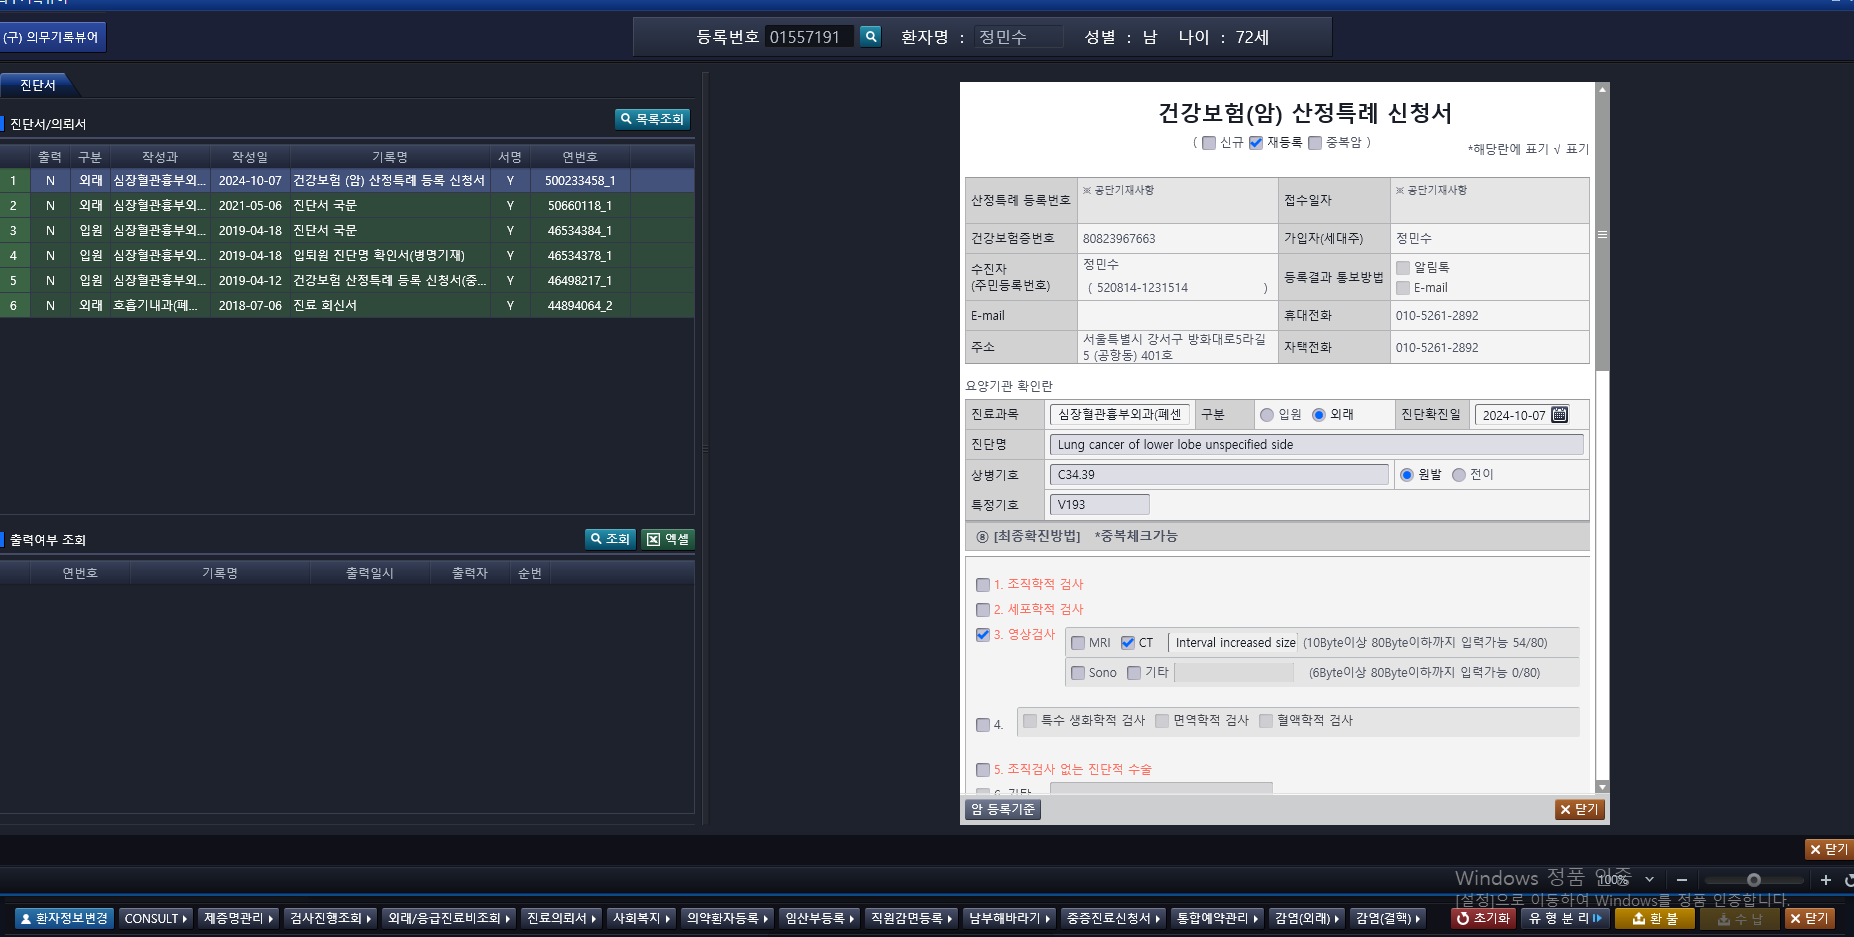 (구) 의무기록뷰어
등록번호 01557191 환자명 : 정민수 성별 : 남 나이 : 72세
진단서
진단서/의뢰서 목록조회
출력 구분 작성과 작성일 기록명 서명 연번호
1 N 외래 심장혈관흉부외... 2024-10-07 건강보험 (암) 산정특례 등록 신청서 Y 500233458_1
2 N 외래 심장혈관흉부외... 2021-05-06 진단서 국문 Y 50660118_1
3 N 입원 심장혈관흉부외... 2019-04-18 진단서 국문 Y 46534384_1
4 N 입원 심장혈관흉부외... 2019-04-18 입퇴원 진단명 확인서(병명기재) Y 46534378_1
5 N 입원 심장혈관흉부외... 2019-04-12 건강보험 산정특례 등록 신청서(중... Y 46498217_1
6 N 외래 호흡기내과(폐... 2018-07-06 진료 회신서 Y 44894064_2
출력여부 조회 조회 엑셀
연번호 기록명 출력일시 출력자 순번
건강보험(암) 산정특례 신청서
( 신규 재등록 중복암 )
*해당란에 표기 √ 표기
산정특례 등록번호 ※ 공단기재사항 접수일자 ※ 공단기재사항
건강보험증번호 80823967663 가입자(세대주) 정민수
수진자 정민수 등록결과 통보방법 알림톡
(주민등록번호) ( 520814-1231514 ) E-mail
E-mail 휴대전화 010-5261-2892
주소 서울특별시 강서구 방화대로5라길 자택전화 010-5261-2892
5 (공항동) 401호
요양기관 확인란
진료과목 심장혈관흉부외과(폐센 구분 입원 외래 진단확진일 2024-10-07
진단명 Lung cancer of lower lobe unspecified side
상병기호 C34.39 원발 전이
특정기호 V193
⑧ [최종확진방법] *중복체크가능
1. 조직학적 검사
2. 세포학적 검사
3. 영상검사 MRI CT Interval increased size (10Byte이상 80Byte이하까지 입력가능 54/80)
Sono 기타 (6Byte이상 80Byte이하까지 입력가능 0/80)
4. 특수 생화학적 검사 면역학적 검사 혈액학적 검사
5. 조직검사 없는 진단적 수술
6. 기타
암 등록기준 닫기
닫기
Windows 정품 인증
100%
[설정]으로 이동하여 Windows를 정품 인증합니다.
환자정보변경 CONSULT 제증명관리 검사진행조회 외래/응급진료비조회 진료의뢰서 사회복지 의약환자등록 임산부등록 직원감면등록 남부해바라기 중증진료신청서 통합예약관리 감염(외래) 감염(결핵) 초기화 유형분리 환불 수납 닫기